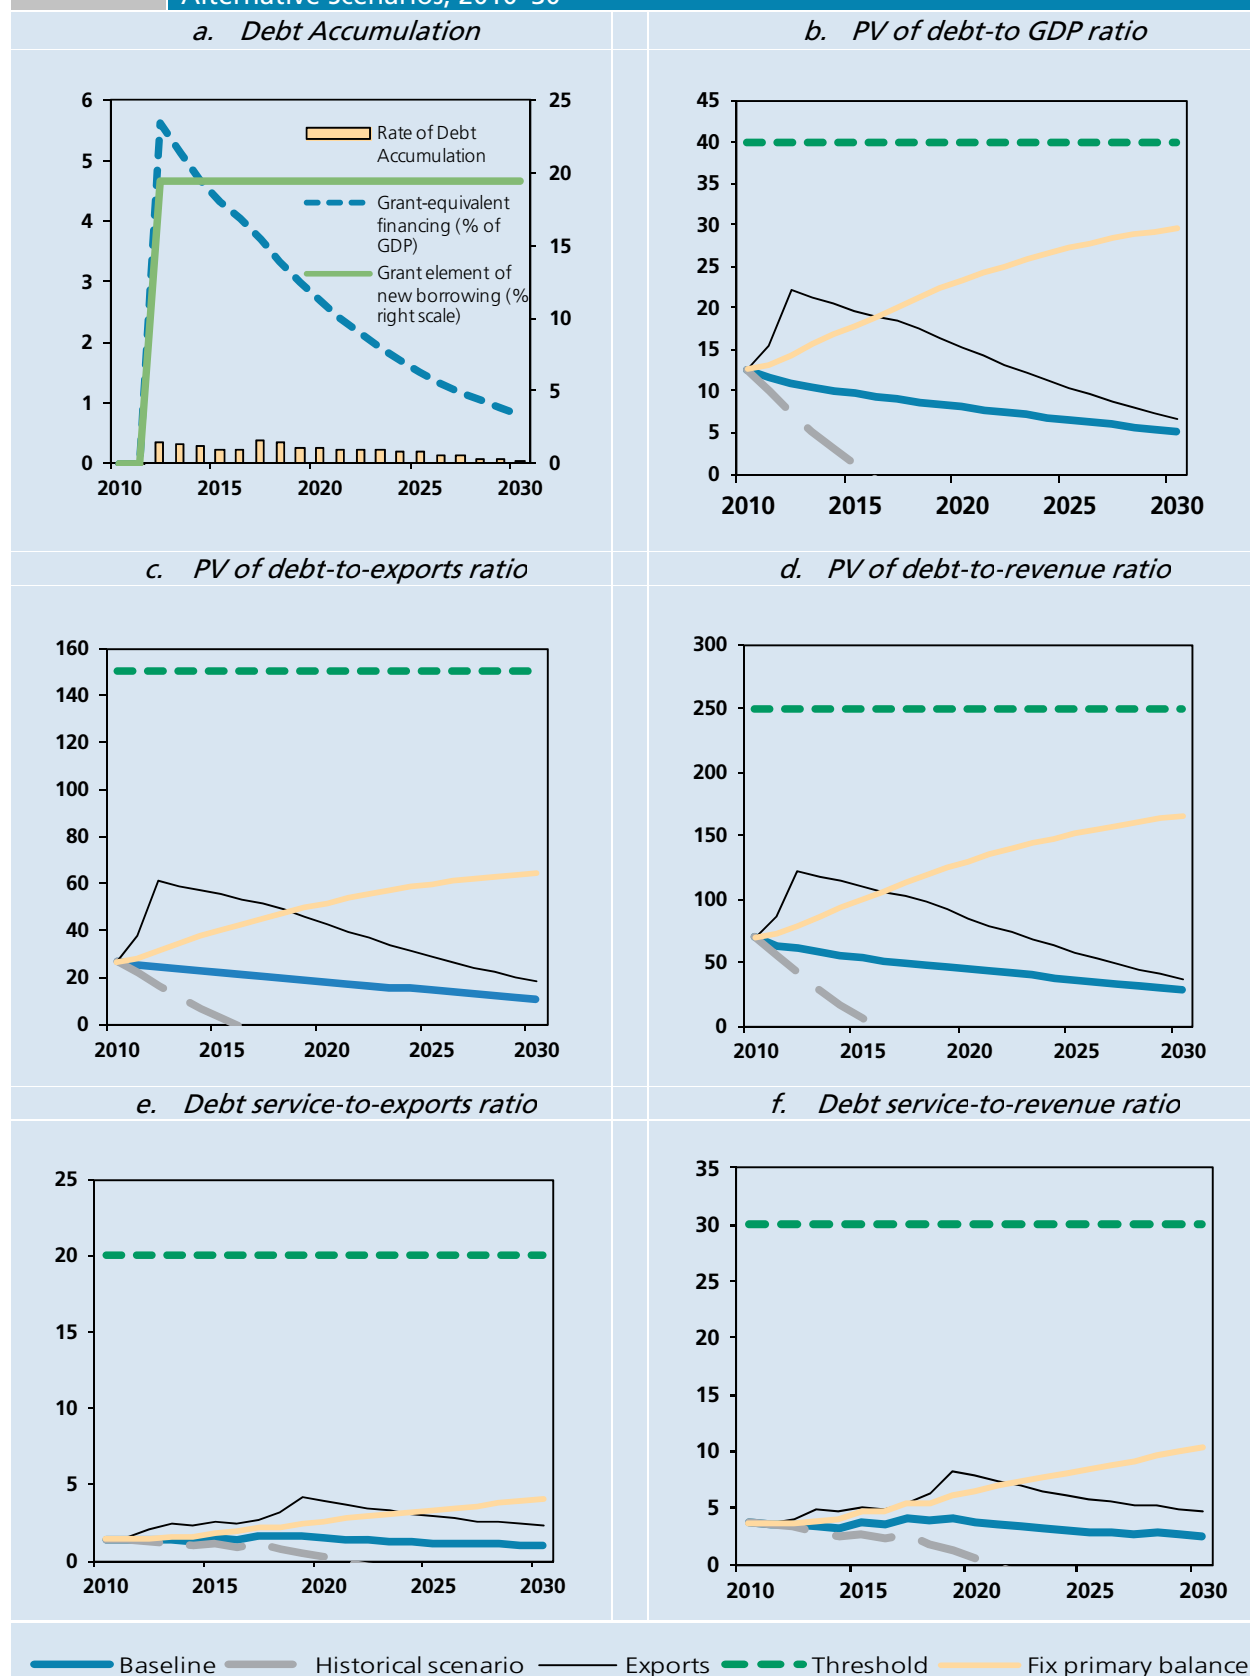 Alternative Scenarios, 2010–30
a. Debt Accumulation
b. PV of debt-to GDP ratio
6
5
4
3
2
1
0
25
20
15
10
5
0
Rate of Debt
Accumulation
Grant-equivalent
financing (% of
GDP)
Grant element of
new borrowing (%
right scale)
2010 2015 2020 2025 2030
45
40
35
30
25
20
15
10
5
0
2010 2015 2020 2025 2030
c. PV of debt-to-exports ratio
d. PV of debt-to-revenue ratio
160
140
120
100
80
60
40
20
0
2010 2015 2020 2025 2030
300
250
200
150
100
50
0
2010 2015 2020 2025 2030
e. Debt service-to-exports ratio
f. Debt service-to-revenue ratio
25
20
15
10
5
0
2010 2015 2020 2025 2030
35
30
25
20
15
10
5
0
2010 2015 2020 2025 2030
Baseline Historical scenario Exports Threshold Fix primary balance